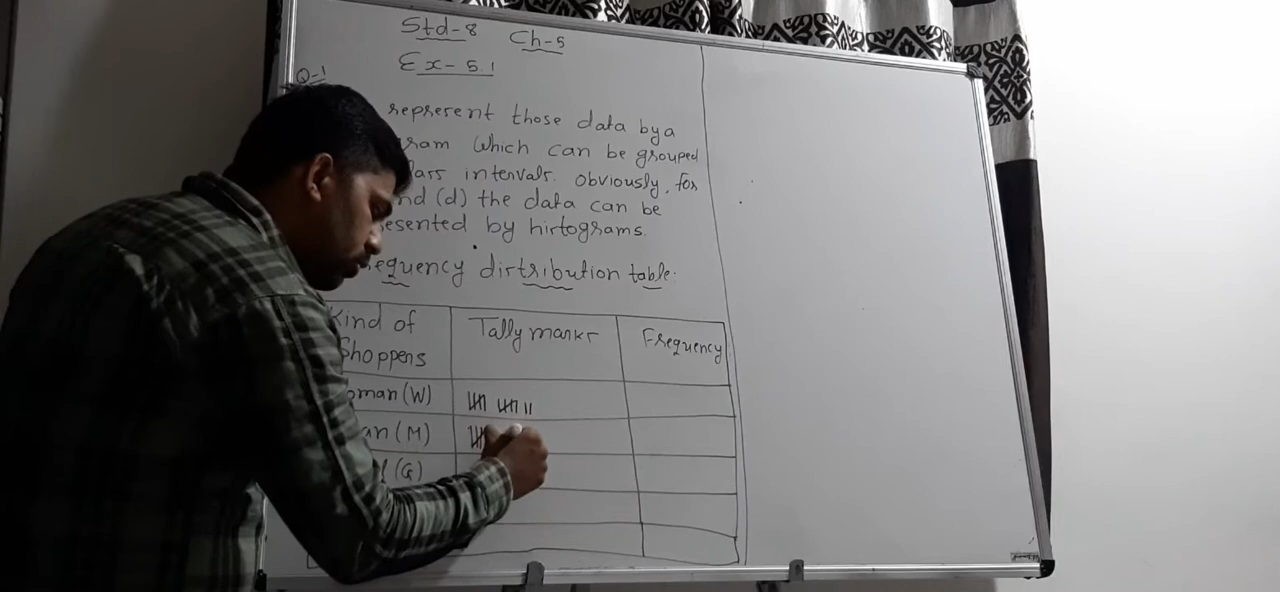 Std-8 Ch-5
Ex-5.1
Q-1
represent those data by a
which can be grouped
intervals. Obviously, for
(d) the data can be
by histograms.
distribution table.
Kind of Shoppers Tally marks Frequency
(W) 𝍸 𝍸 ||
(M)
(G)